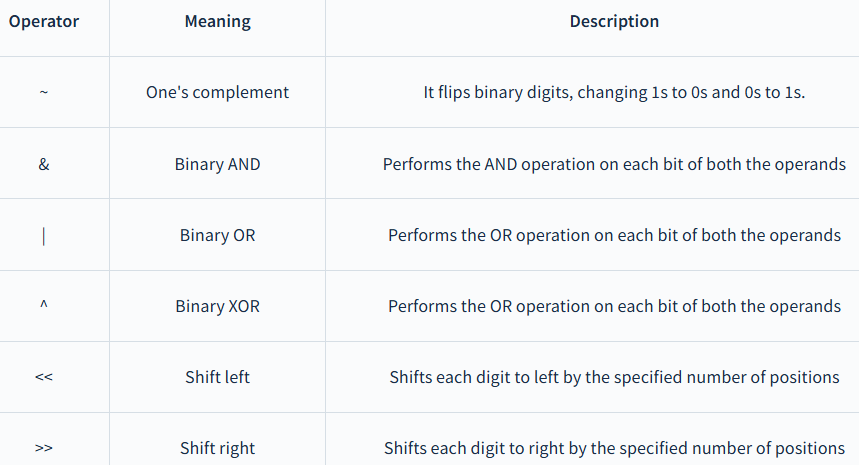 Operator Meaning Description
~ One's complement It flips binary digits, changing 1s to 0s and 0s to 1s.
& Binary AND Performs the AND operation on each bit of both the operands
| Binary OR Performs the OR operation on each bit of both the operands
^ Binary XOR Performs the OR operation on each bit of both the operands
<< Shift left Shifts each digit to left by the specified number of positions
>> Shift right Shifts each digit to right by the specified number of positions